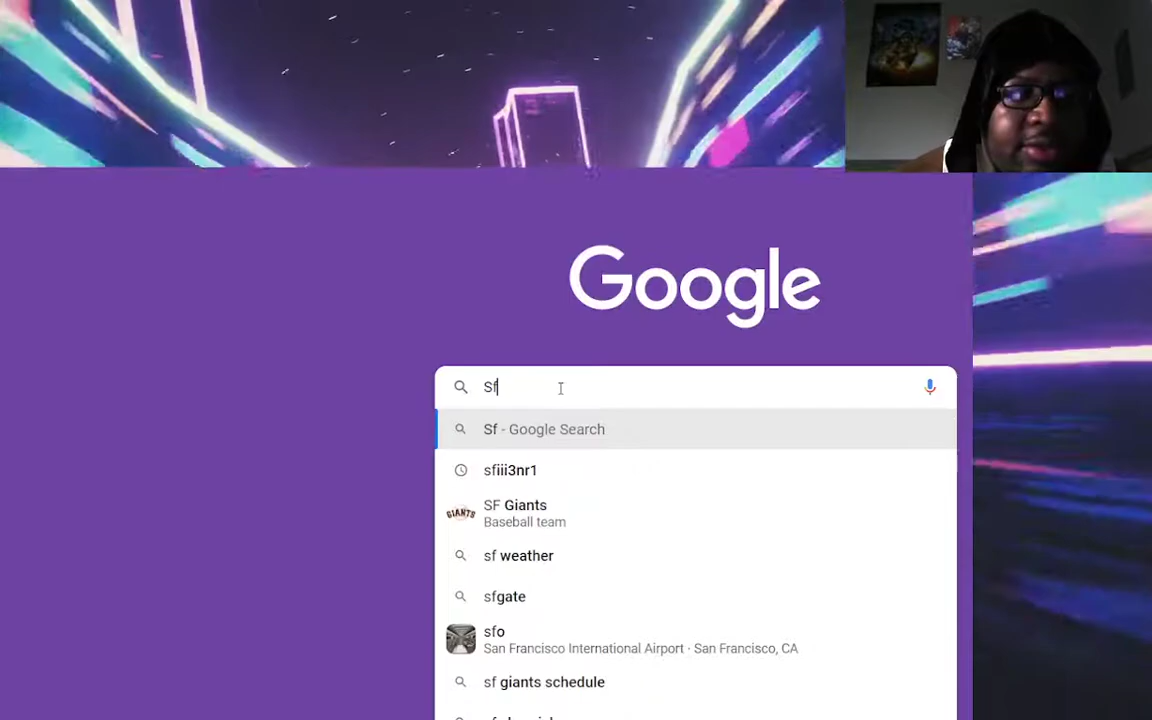 Google
Sf
Sf - Google Search
sfiii3nr1
SF Giants
GIANTS
Baseball team
sf weather
sfgate
sfo
San Francisco International Airport · San Francisco, CA
sf giants schedule